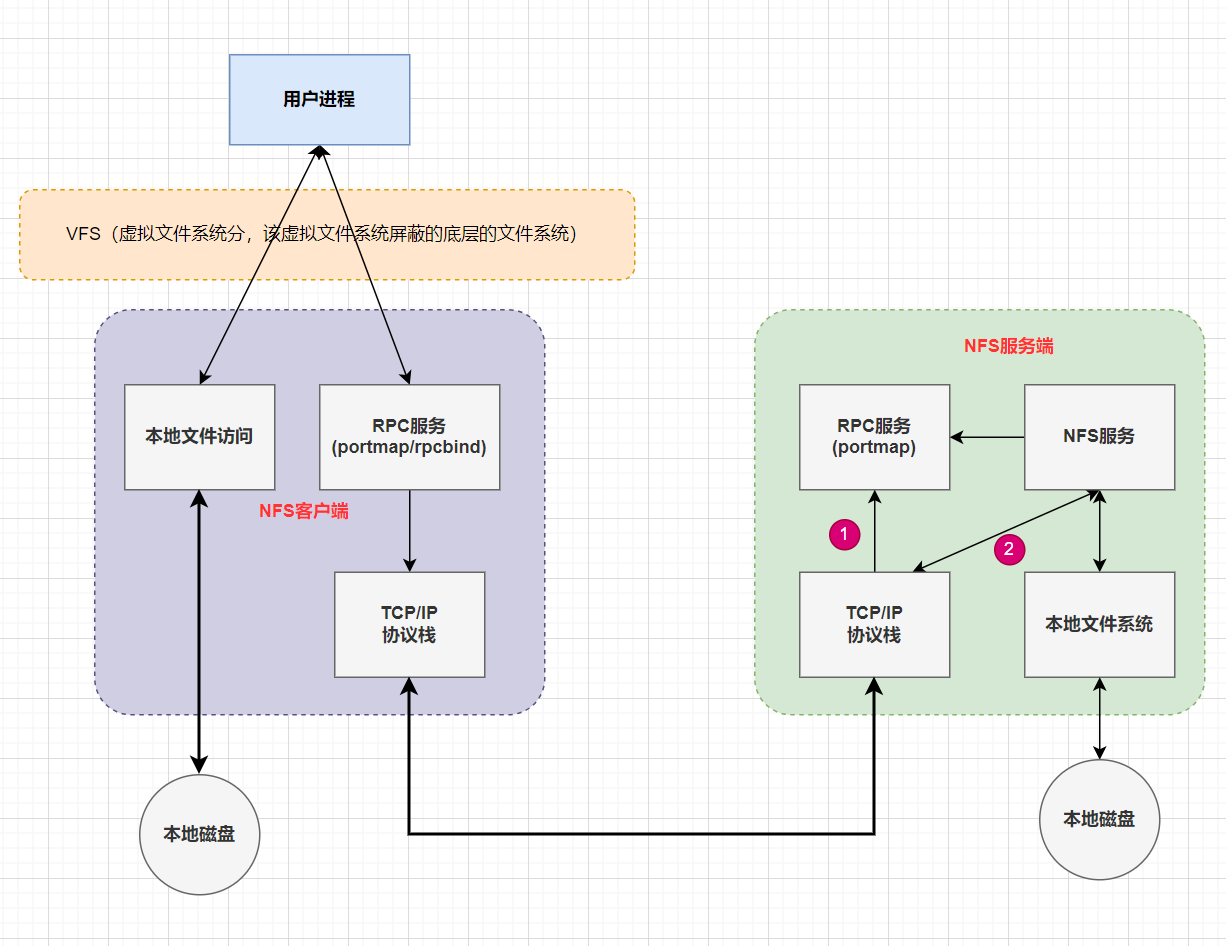 用户进程
VFS（虚拟文件系统分，该虚拟文件系统屏蔽的底层的文件系统）
NFS服务端
本地文件访问
RPC服务
(portmap/rpcbind)
RPC服务
(portmap)
NFS服务
NFS客户端
1
2
TCP/IP
协议栈
TCP/IP
协议栈
本地文件系统
本地磁盘
本地磁盘